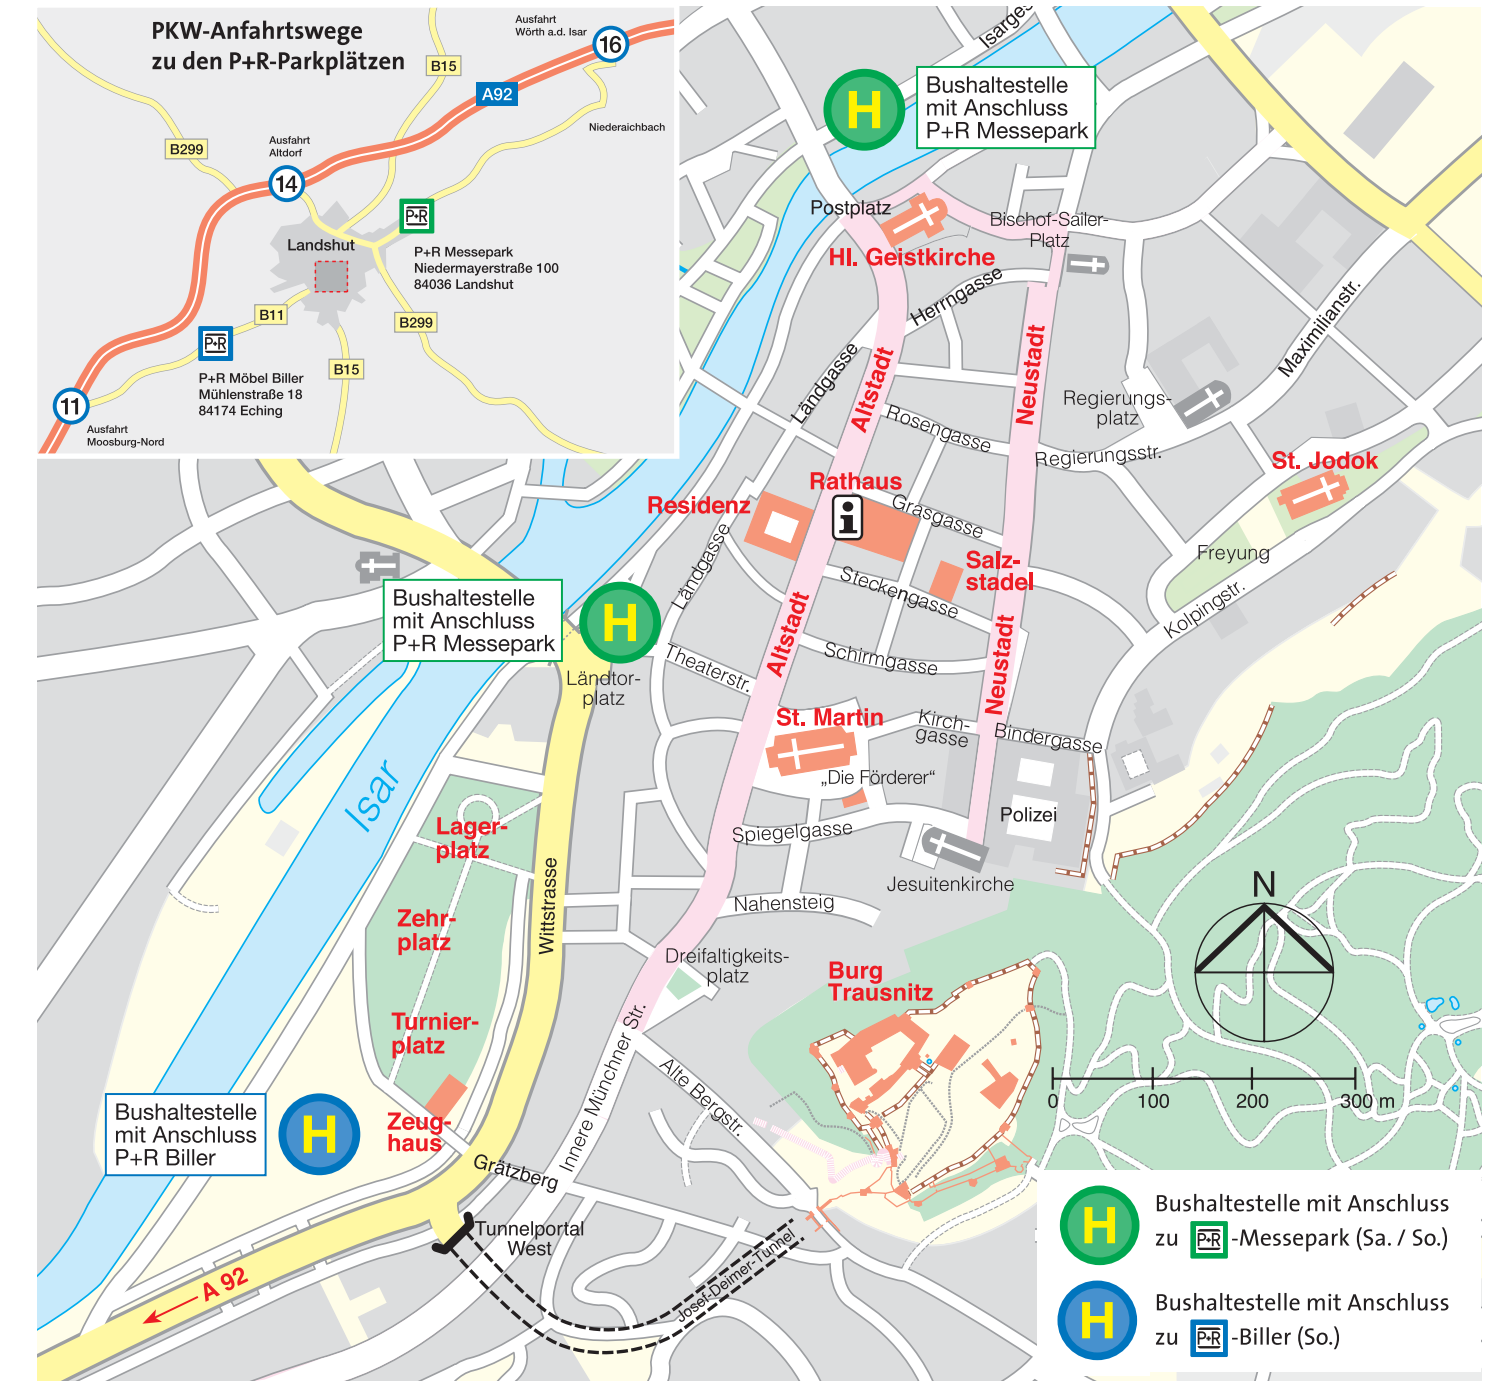 PKW-Anfahrtswege
zu den P+R-Parkplätzen
Ausfahrt
Wörth a.d. Isar
16
B15
A92
Niederaichbach
B299
Ausfahrt
Altdorf
14
P+R
Landshut
P+R Messepark
Niedermayerstraße 100
84036 Landshut
B11
B299
P+R
B15
P+R Möbel Biller
Mühlenstraße 18
84174 Eching
11
Ausfahrt
Moosburg-Nord
Isarges
H
Bushaltestelle
mit Anschluss
P+R Messepark
Postplatz
Bischof-Sailer-
Platz
Hl. Geistkirche
Herrngasse
Maximilianstr.
Ländgasse
Altstadt
Neustadt
Regierungs-
platz
Rosengasse
Regierungsstr.
St. Jodok
Rathaus
Residenz
i
Grasgasse
Freyung
Salz-
stadel
Ländgasse
Steckengasse
Kolpingstr.
Bushaltestelle
mit Anschluss
P+R Messepark
H
Altstadt
Neustadt
Schirmgasse
Theaterstr.
Ländtor-
platz
St. Martin
Kirch-
gasse
Bindergasse
Isar
„Die Förderer“
Polizei
Lager-
platz
Spiegelgasse
Jesuitenkirche
N
Wittstrasse
Nahensteig
Zehr-
platz
Dreifaltigkeits-
platz
Burg
Trausnitz
Turnier-
platz
Innere Münchner Str.
Alte Bergstr.
0 100 200 300 m
Bushaltestelle
mit Anschluss
P+R Biller
H
Zeug-
haus
Grätzberg
Tunnelportal
West
Josef-Deimer-Tunnel
A 92
H
Bushaltestelle mit Anschluss
zu P+R -Messepark (Sa. / So.)
H
Bushaltestelle mit Anschluss
zu P+R -Biller (So.)